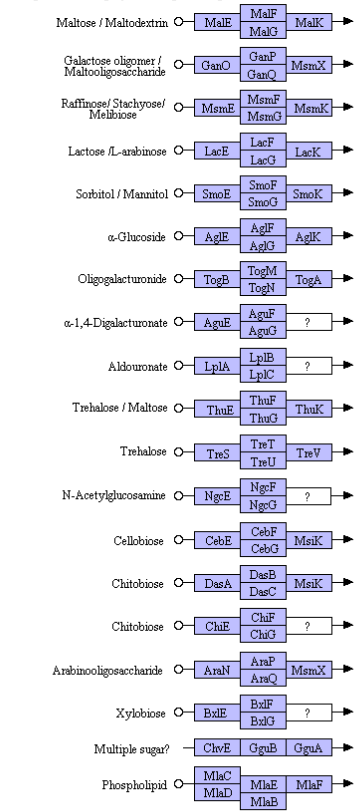 Maltose / Maltodextrin MalE MalF MalG MalK
Galactose oligomer / Maltooligosaccharide GanO GanP GanQ MsmX
Raffinose/ Stachyose/ Melibiose MsmE MsmF MsmG MsmK
Lactose /L-arabinose LacE LacF LacG LacK
Sorbitol / Mannitol SmoE SmoF SmoG SmoK
α-Glucoside AglE AglF AglG AglK
Oligogalacturonide TogB TogM TogN TogA
α-1,4-Digalacturonate AguE AguF AguG ?
Aldouronate LplA LplB LplC ?
Trehalose / Maltose ThuE ThuF ThuG ThuK
Trehalose TreS TreT TreU TreV
N-Acetylglucosamine NgcE NgcF NgcG ?
Cellobiose CebE CebF CebG MsiK
Chitobiose DasA DasB DasC MsiK
Chitobiose ChiE ChiF ChiG ?
Arabinooligosaccharide AraN AraP AraQ MsmX
Xylobiose BxlE BxlF BxlG ?
Multiple sugar? ChvE GguB GguA
Phospholipid MlaC MlaD MlaE MlaB MlaF